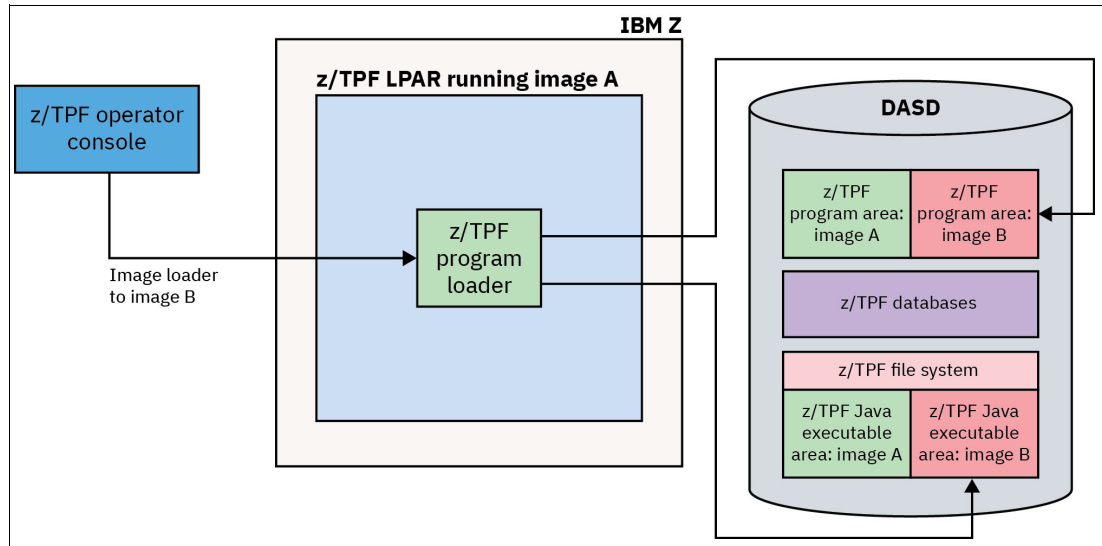 IBM Z
z/TPF LPAR running image A
z/TPF operator
console
Image loader
to image B
z/TPF
program
loader
DASD
z/TPF
program area:
image A
z/TPF
program area:
image B
z/TPF databases
z/TPF file system
z/TPF Java
executable
area: image A
z/TPF Java
executable
area: image B